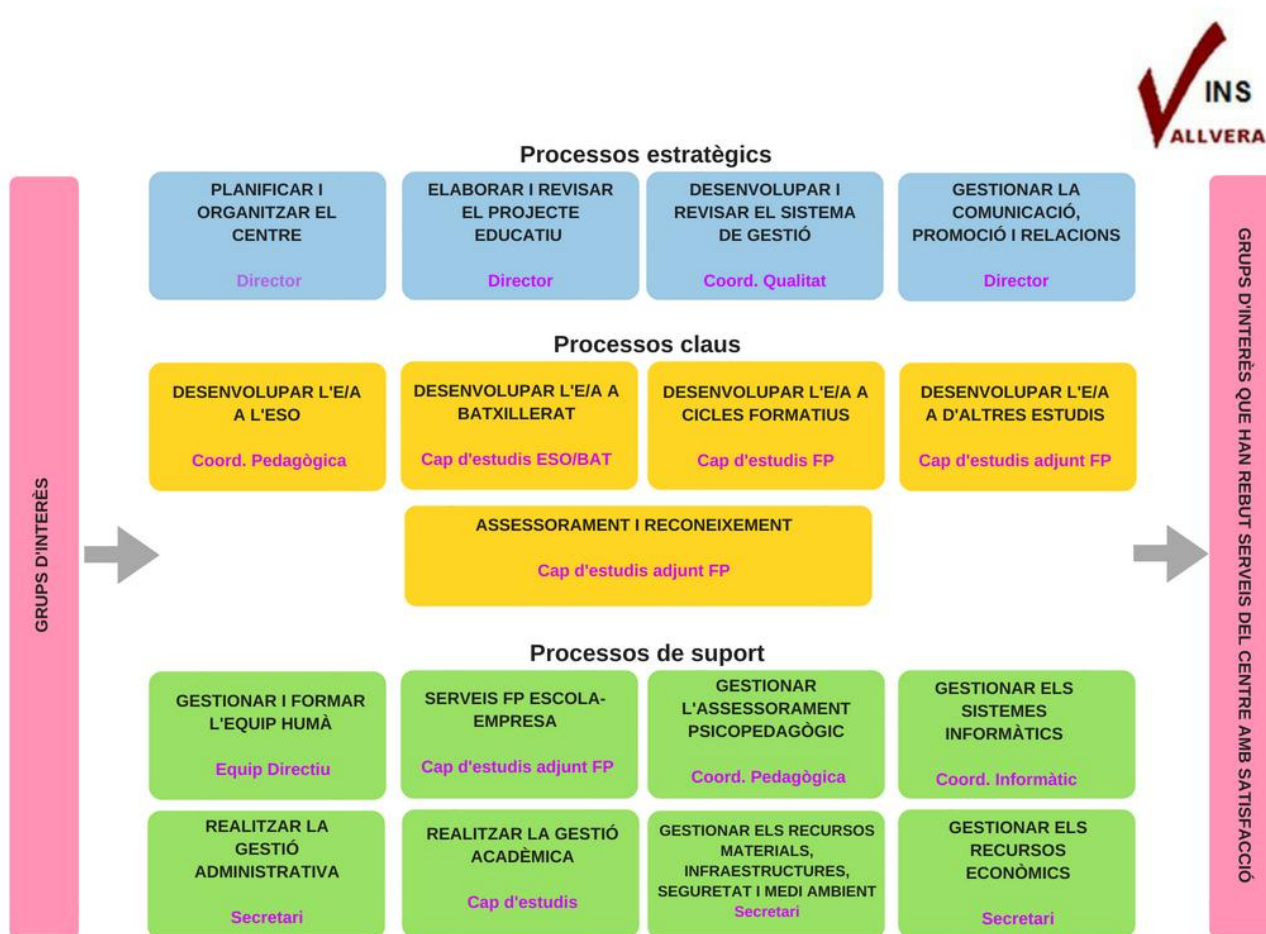 INS
ALLVERA
Processos estratègics
GRUPS D'INTERÈS
PLANIFICAR I
ORGANITZAR EL
CENTRE
Director
ELABORAR I REVISAR
EL PROJECTE
EDUCATIU
Director
DESENVOLUPAR I
REVISAR EL SISTEMA
DE GESTIÓ
Coord. Qualitat
GESTIONAR LA
COMUNICACIÓ,
PROMOCIÓ I RELACIONS
Director
Processos claus
DESENVOLUPAR L'E/A
A L'ESO
Coord. Pedagògica
DESENVOLUPAR L'E/A A
BATXILLERAT
Cap d'estudis ESO/BAT
DESENVOLUPAR L'E/A A
CICLES FORMATIUS
Cap d'estudis FP
DESENVOLUPAR L'E/A
A D'ALTRES ESTUDIS
Cap d'estudis adjunt FP
ASSESSORAMENT I RECONEIXEMENT
Cap d'estudis adjunt FP
Processos de suport
GESTIONAR I FORMAR
L'EQUIP HUMÀ
Equip Directiu
SERVEIS FP ESCOLA-
EMPRESA
Cap d'estudis adjunt FP
GESTIONAR
L'ASSESSORAMENT
PSICOPEDAGÒGIC
Coord. Pedagògica
GESTIONAR ELS
SISTEMES
INFORMÀTICS
Coord. Informàtic
REALITZAR LA
GESTIÓ
ADMINISTRATIVA
Secretari
REALITZAR LA GESTIÓ
ACADÈMICA
Cap d'estudis
GESTIONAR ELS RECURSOS
MATERIALS,
INFRAESTRUCTURES,
SEGURETAT I MEDI AMBIENT
Secretari
GESTIONAR ELS
RECURSOS
ECONÒMICS
Secretari
GRUPS D'INTERÈS QUE HAN REBUT SERVEIS DEL CENTRE AMB SATISFACCIÓ